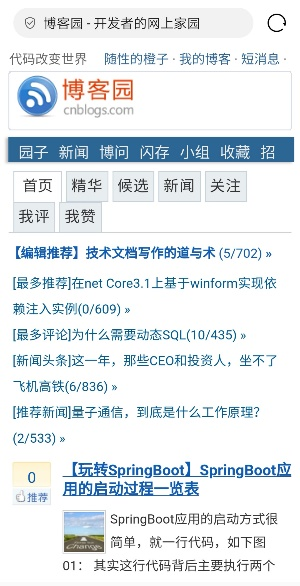 博客园 - 开发者的网上家园
代码改变世界 随性的橙子 · 我的博客 · 短消息 ·
博客园
cnblogs.com
园子 新闻 博问 闪存 小组 收藏 招
首页 精华 候选 新闻 关注
我评 我赞
【编辑推荐】技术文档写作的道与术 (5/702) »
[最多推荐]在net Core3.1上基于winform实现依
赖注入实例(0/609) »
[最多评论]为什么需要动态SQL(10/435) »
[新闻头条]这一年，那些CEO和投资人，坐不了
飞机高铁(6/836) »
[推荐新闻]量子通信，到底是什么工作原理？
(2/533) »
0
推荐
【玩转SpringBoot】SpringBoot应
用的启动过程一览表
SpringBoot应用的启动方式很
简单，就一行代码，如下图
01： 其实这行代码背后主要执行两个